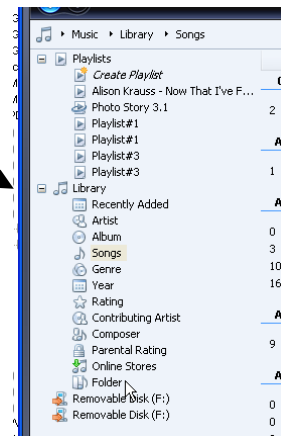 Music ▸ Library ▸ Songs
Playlists
Create Playlist
Alison Krauss - Now That I've F...
Photo Story 3.1
2
Playlist#1
Playlist#1
Playlist#3
Playlist#3
1
Library
Recently Added
Artist
Album
0
Songs
3
Genre
10
Year
16
Rating
Contributing Artist
Composer
Parental Rating
9
Online Stores
Folder
Removable Disk (F:)
0
Removable Disk (F:)
0